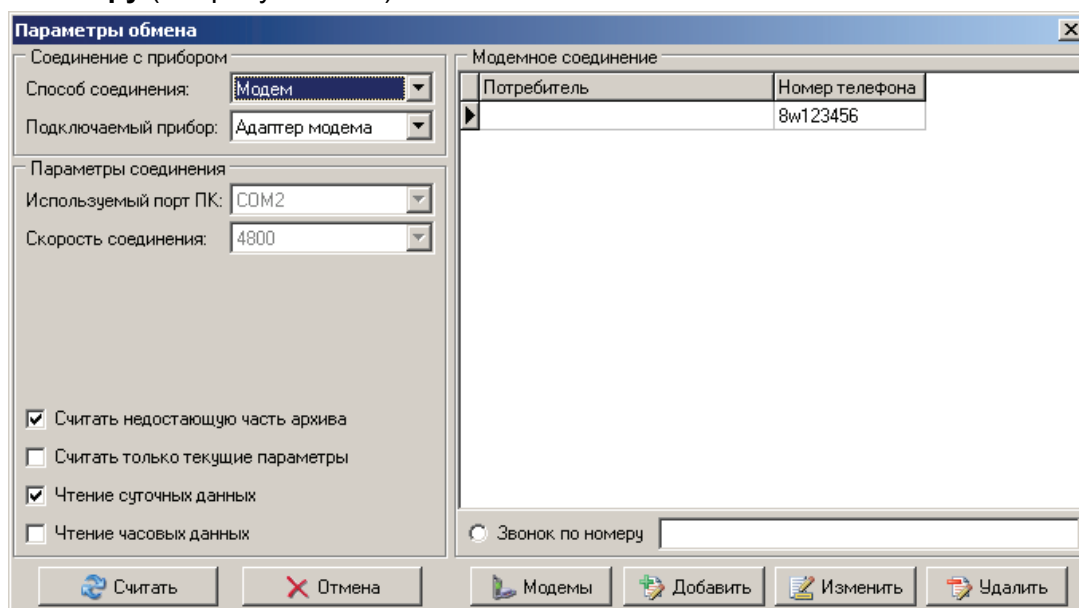 Параметры обмена
Соединение с прибором
Способ соединения: Модем
Подключаемый прибор: Адаптер модема
Параметры соединения
Используемый порт ПК: COM2
Скорость соединения: 4800
Считать недостающую часть архива
Считать только текущие параметры
Чтение суточных данных
Чтение часовых данных
Считать
Отмена
Модемное соединение
Потребитель Номер телефона
8w123456
Звонок по номеру
Модемы
Добавить
Изменить
Удалить